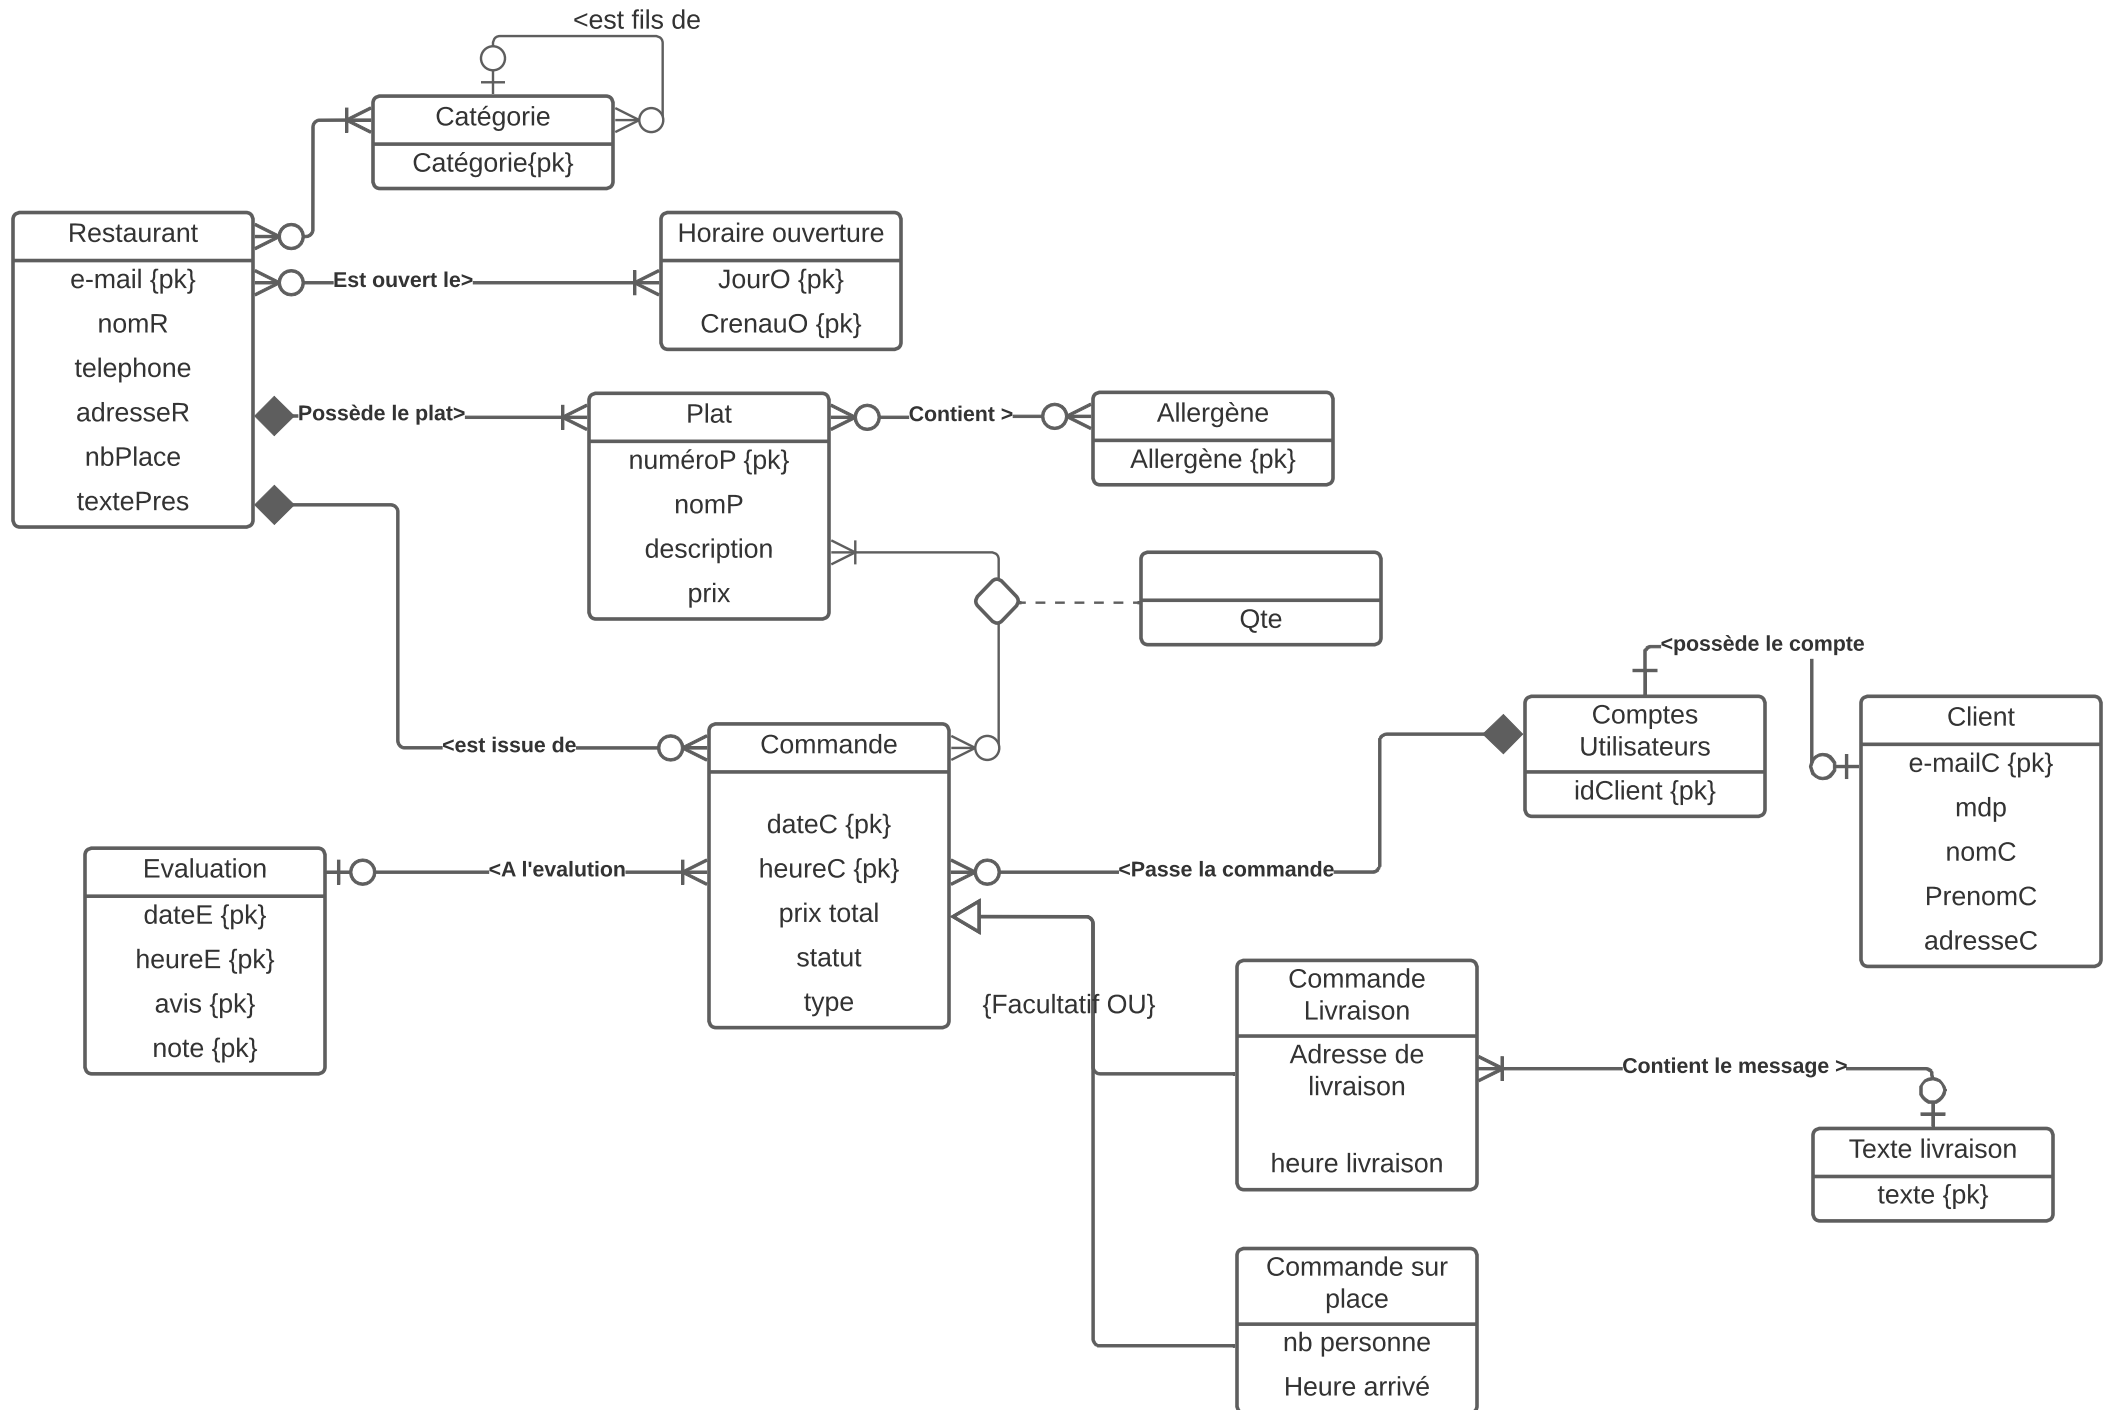 <est fils de
Catégorie
Catégorie{pk}
Restaurant
e-mail {pk}
nomR
telephone
adresseR
nbPlace
textePres
Est ouvert le>
Horaire ouverture
JourO {pk}
CrenauO {pk}
Possède le plat>
Plat
numéroP {pk}
nomP
description
prix
Contient >
Allergène
Allergène {pk}
Qte
<est issue de
Commande
dateC {pk}
heureC {pk}
prix total
statut
type
<possède le compte
Comptes
Utilisateurs
idClient {pk}
Client
e-mailC {pk}
mdp
nomC
PrenomC
adresseC
Evaluation
dateE {pk}
heureE {pk}
avis {pk}
note {pk}
<A l'evalution
<Passe la commande
{Facultatif OU}
Commande
Livraison
Adresse de
livraison
heure livraison
Contient le message >
Texte livraison
texte {pk}
Commande sur
place
nb personne
Heure arrivé